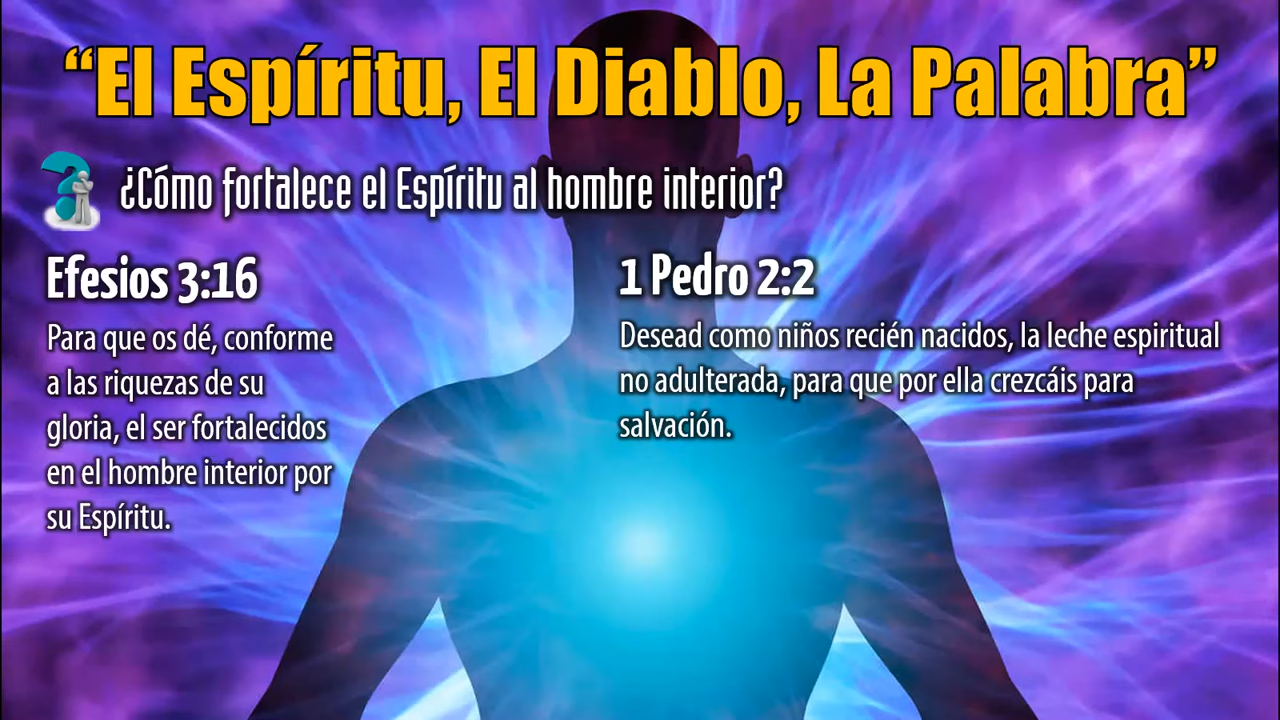 “El Espíritu, El Diablo, La Palabra”
¿Cómo fortalece el Espíritu al hombre interior?
Efesios 3:16
Para que os dé, conforme
a las riquezas de su
gloria, el ser fortalecidos
en el hombre interior por
su Espíritu.
1 Pedro 2:2
Desead como niños recién nacidos, la leche espiritual
no adulterada, para que por ella crezcáis para
salvación.